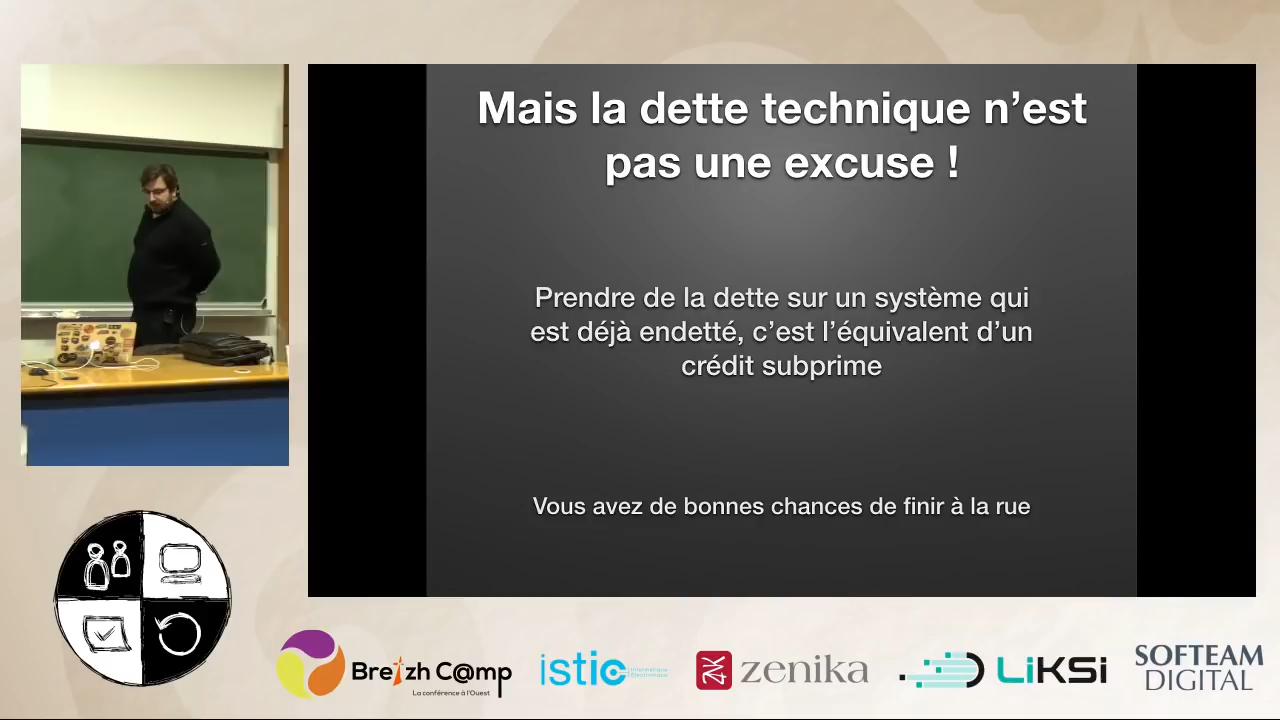 Mais la dette technique n’est
pas une excuse !
Prendre de la dette sur un système qui
est déjà endetté, c’est l’équivalent d’un
crédit subprime
Vous avez de bonnes chances de finir à la rue
Breizh C@mp
La conférence à l'Ouest
istic
Informatique
Électronique
zenika
LiKSi
SOFTEAM
DIGITAL